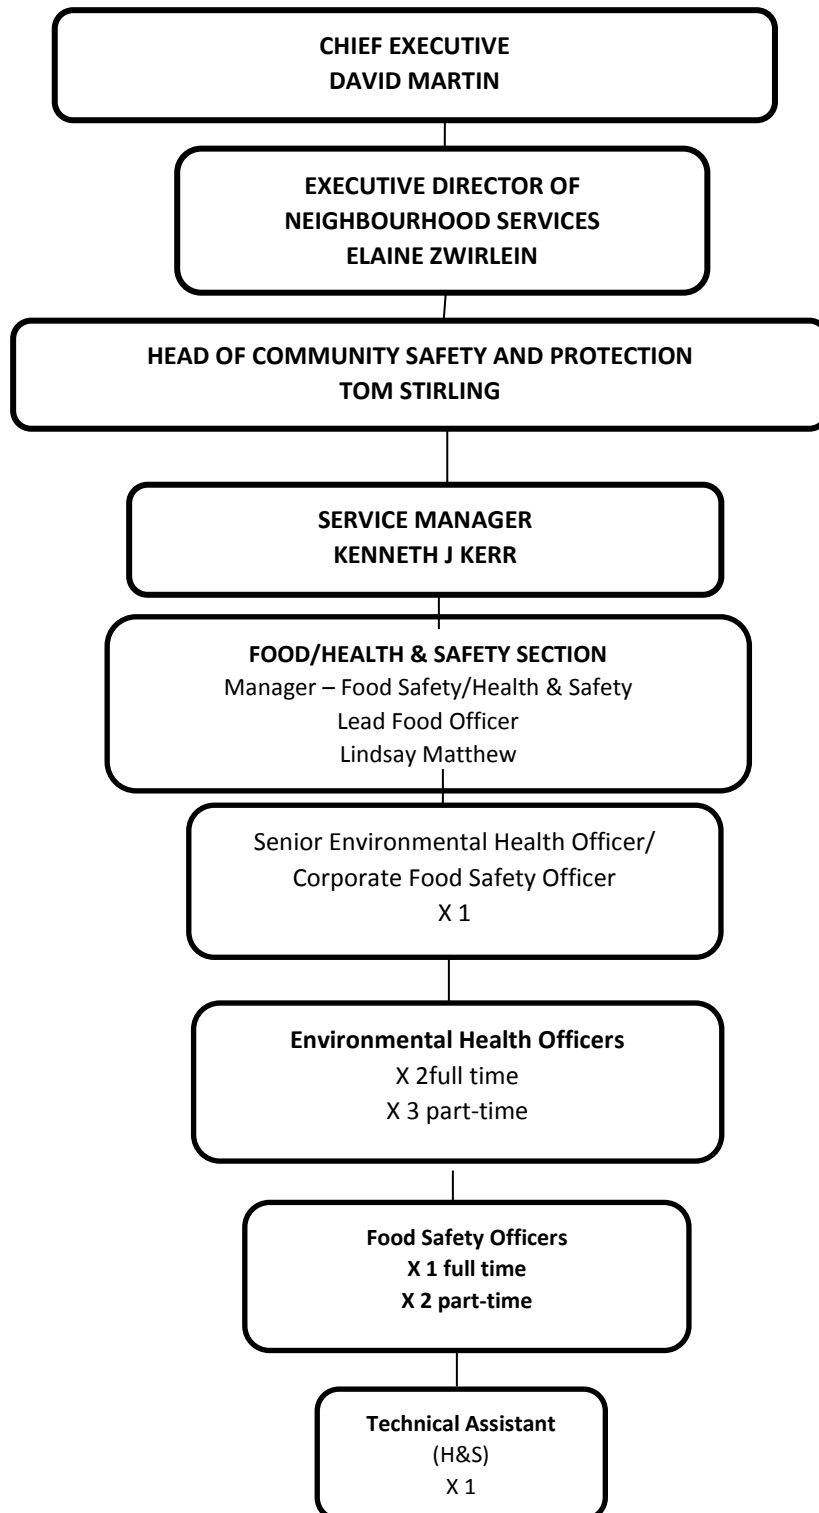 CHIEF EXECUTIVE
DAVID MARTIN
EXECUTIVE DIRECTOR OF
NEIGHBOURHOOD SERVICES
ELAINE ZWIRLEIN
HEAD OF COMMUNITY SAFETY AND PROTECTION
TOM STIRLING
SERVICE MANAGER
KENNETH J KERR
FOOD/HEALTH & SAFETY SECTION
Manager – Food Safety/Health & Safety
Lead Food Officer
Lindsay Matthew
Senior Environmental Health Officer/
Corporate Food Safety Officer
X 1
Environmental Health Officers
X 2full time
X 3 part-time
Food Safety Officers
X 1 full time
X 2 part-time
Technical Assistant
(H&S)
X 1